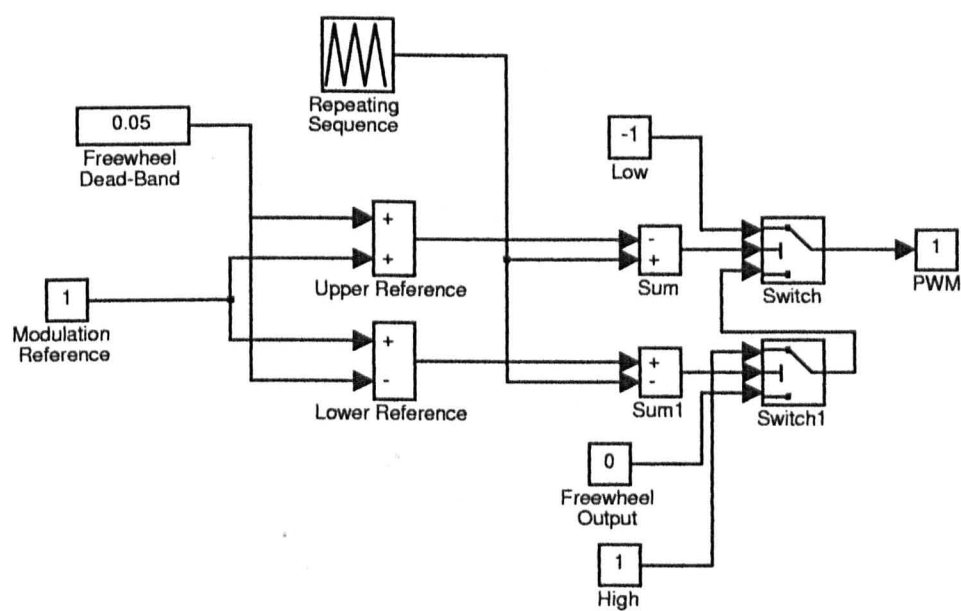 Repeating
Sequence
0.05
Freewheel
Dead-Band
-1
Low
+
+
Upper Reference
-
+
Sum
Switch
1
PWM
1
Modulation
Reference
+
-
Lower Reference
+
-
Sum1
Switch1
0
Freewheel
Output
1
High